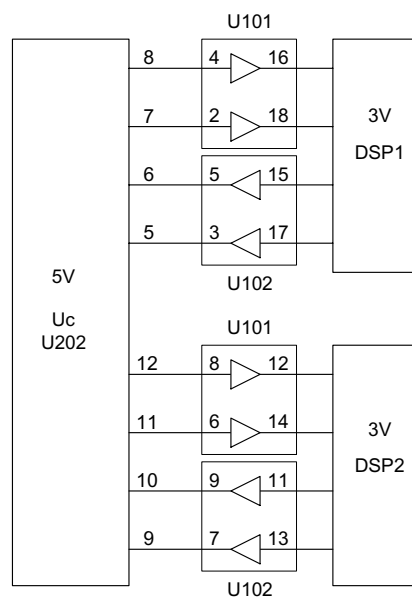 U101
8 4 16
7 2 18
3V
DSP1
6 5 15
5 3 17
U102
5V
Uc
U202
U101
12 8 12
11 6 14
3V
DSP2
10 9 11
9 7 13
U102